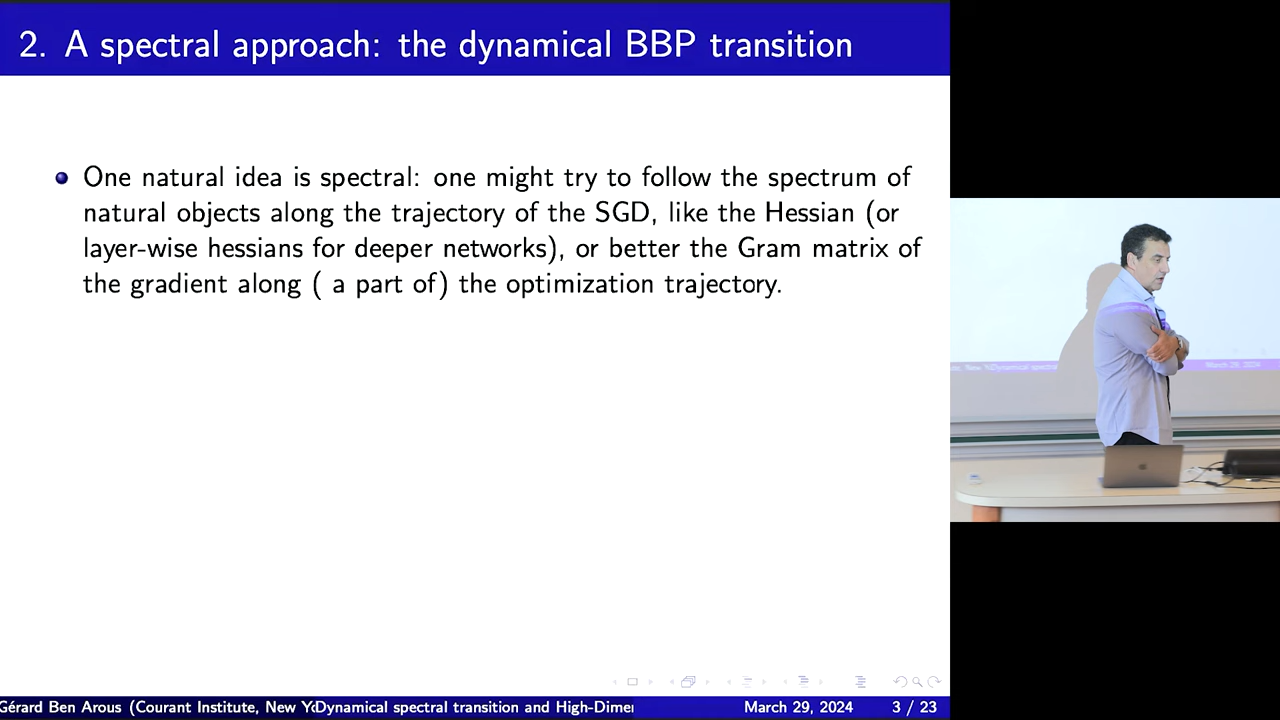 2. A spectral approach: the dynamical BBP transition
One natural idea is spectral: one might try to follow the spectrum of
natural objects along the trajectory of the SGD, like the Hessian (or
layer-wise hessians for deeper networks), or better the Gram matrix of
the gradient along ( a part of) the optimization trajectory.
Gérard Ben Arous (Courant Institute, New Yo
Dynamical spectral transition and High-Dimen
March 29, 2024
3 / 23